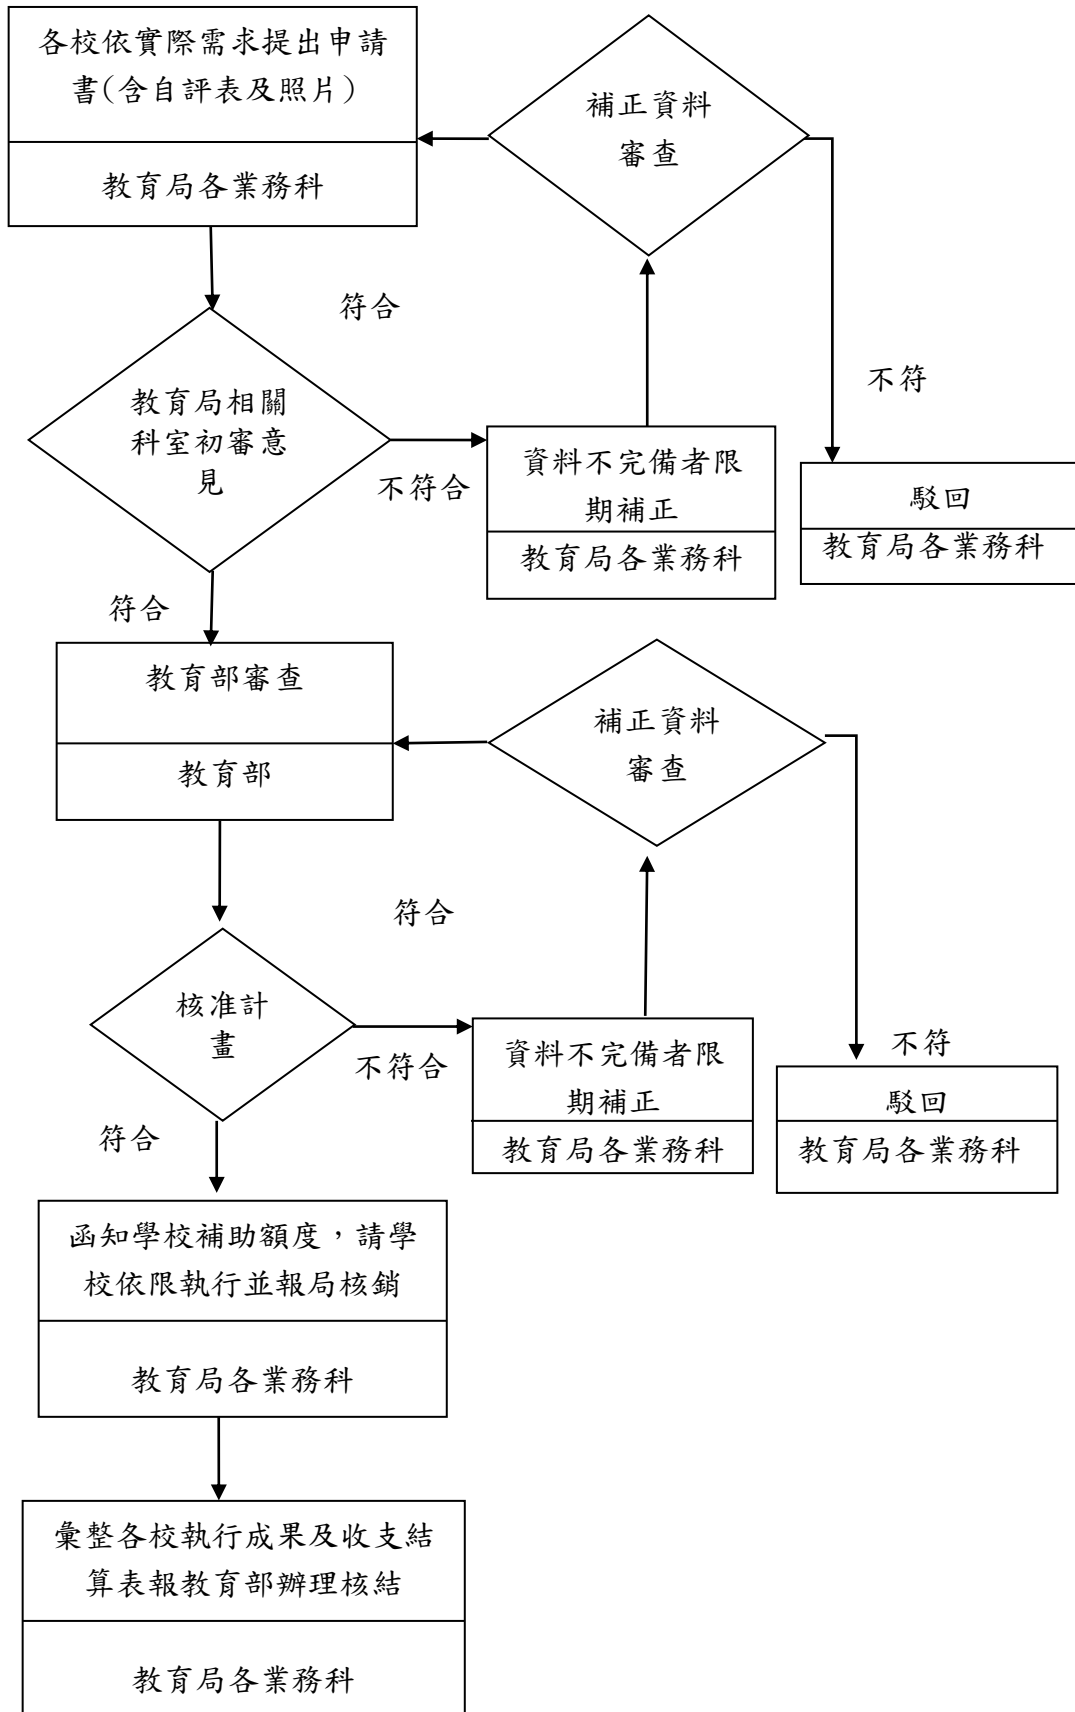 各校依實際需求提出申請
書(含自評表及照片)
教育局各業務科
補正資料
審查
符合
不符
教育局相關
科室初審意
見
不符合
資料不完備者限
期補正
教育局各業務科
駁回
教育局各業務科
符合
教育部審查
教育部
補正資料
審查
符合
核准計
畫
不符合
資料不完備者限
期補正
教育局各業務科
不符
駁回
教育局各業務科
符合
函知學校補助額度，請學
校依限執行並報局核銷
教育局各業務科
彙整各校執行成果及收支結
算表報教育部辦理核結
教育局各業務科